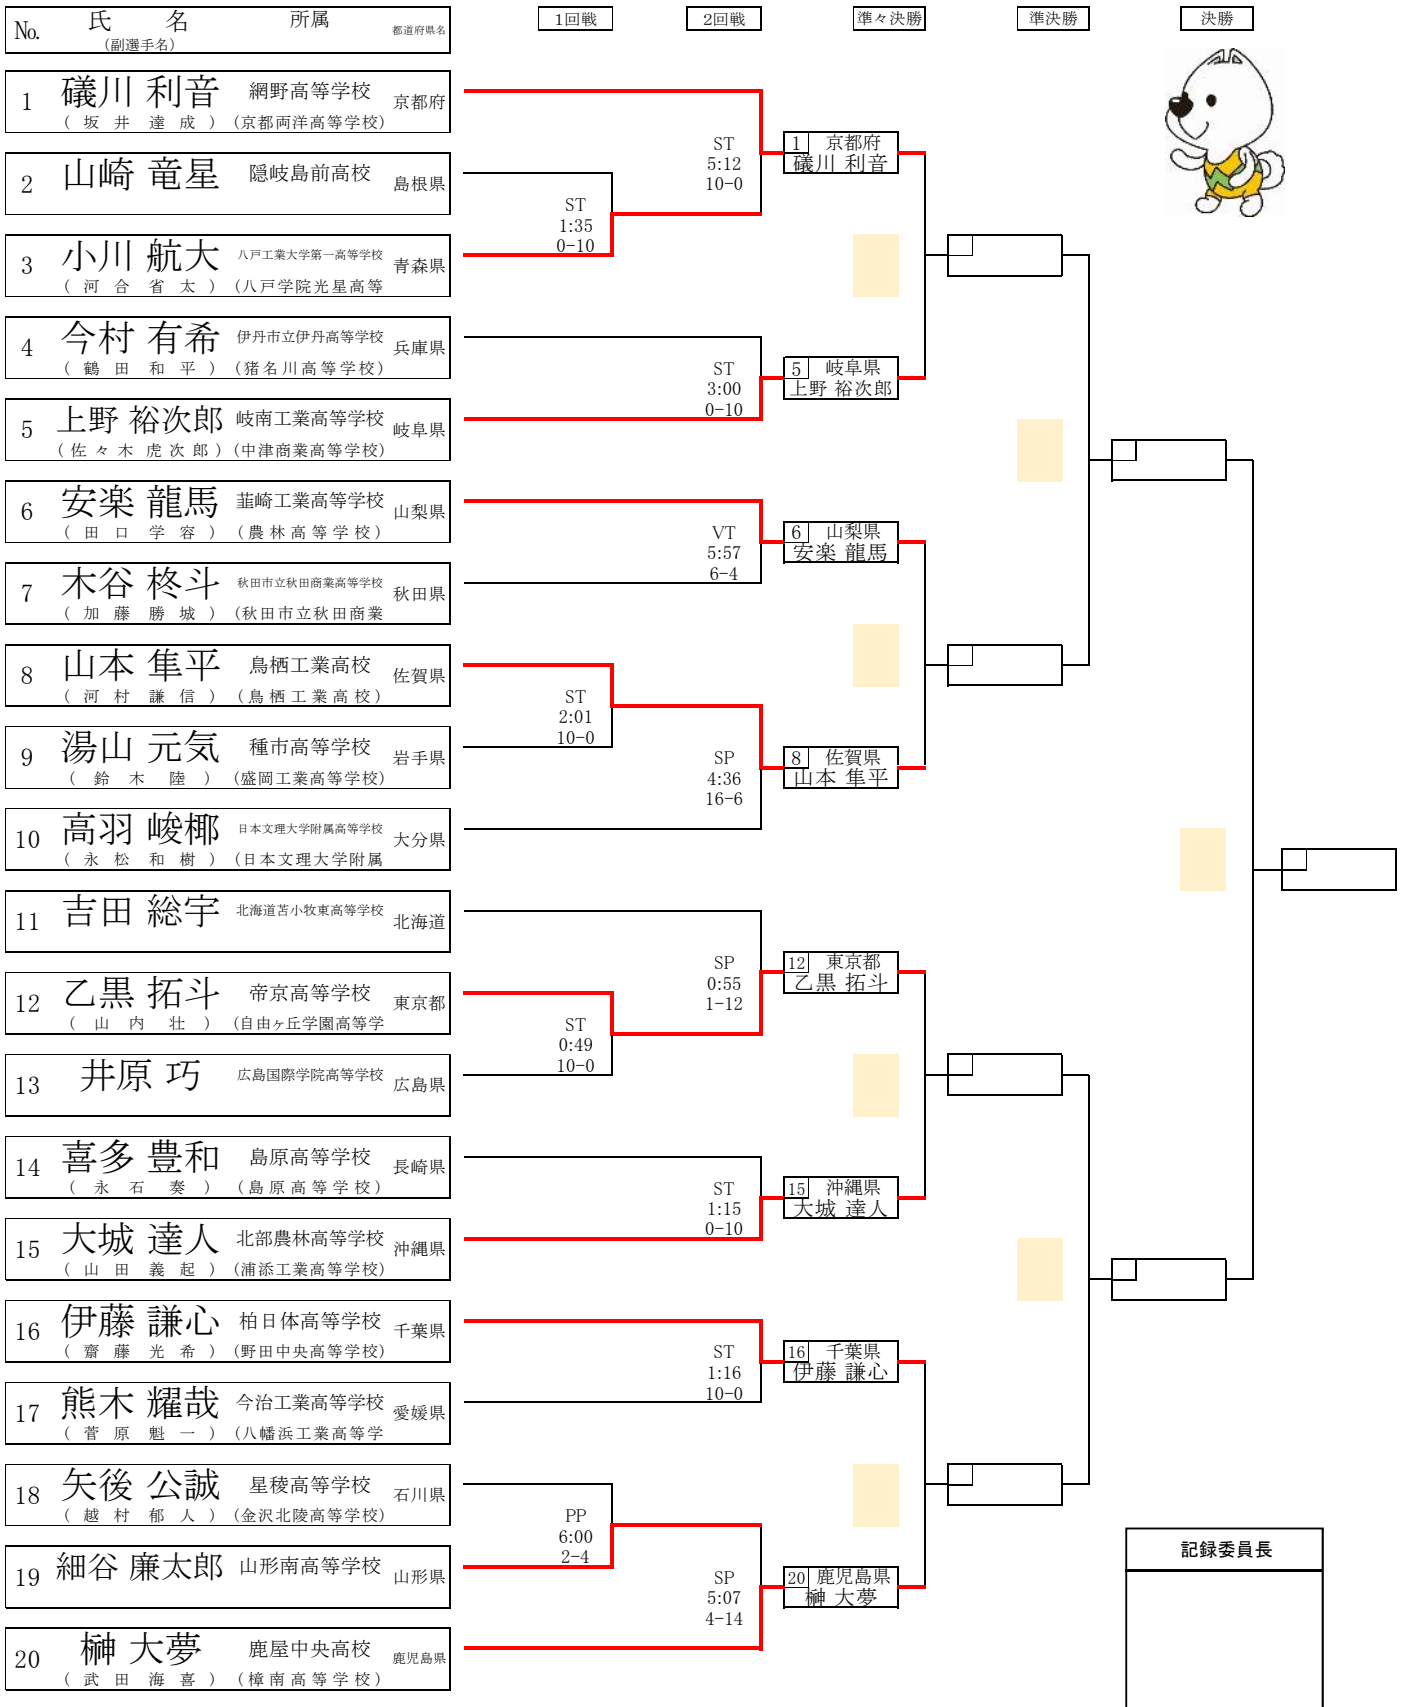 No. 氏 名 所属 都道府県名
(副選手名)
1回戦 2回戦 準々決勝 準決勝 決勝
1 礒川 利音 網野高等学校 京都府
(坂井達成) (京都両洋高等学校)
2 山崎 竜星 隠岐島前高校 島根県
3 小川 航大 八戸工業大学第一高等学校 青森県
(河合省太) (八戸学院光星高等
4 今村 有希 伊丹市立伊丹高等学校 兵庫県
(鶴田和平) (猪名川高等学校)
5 上野 裕次郎 岐南工業高等学校 岐阜県
(佐々木虎次郎) (中津商業高等学校)
6 安楽 龍馬 韮崎工業高等学校 山梨県
(田口学容) (農林高等学校)
7 木谷 柊斗 秋田市立秋田商業高等学校 秋田県
(加藤勝城) (秋田市立秋田商業
8 山本 隼平 鳥栖工業高校 佐賀県
(河村謙信) (鳥栖工業高校)
9 湯山 元気 種市高等学校 岩手県
(鈴木陸) (盛岡工業高等学校)
10 高羽 峻椰 日本文理大学附属高等学校 大分県
(永松和樹) (日本文理大学附属
11 吉田 総宇 北海道苫小牧東高等学校 北海道
12 乙黒 拓斗 帝京高等学校 東京都
(山内壮) (自由ヶ丘学園高等学
13 井原 巧 広島国際学院高等学校 広島県
14 喜多 豊和 島原高等学校 長崎県
(永石奏) (島原高等学校)
15 大城 達人 北部農林高等学校 沖縄県
(山田義起) (浦添工業高等学校)
16 伊藤 謙心 柏日体高等学校 千葉県
(齋藤光希) (野田中央高等学校)
17 熊木 耀哉 今治工業高等学校 愛媛県
(菅原魁一) (八幡浜工業高等学
18 矢後 公誠 星稜高等学校 石川県
(越村郁人) (金沢北陵高等学校)
19 細谷 廉太郎 山形南高等学校 山形県
20 榊 大夢 鹿屋中央高校 鹿児島県
(武田海喜) (樟南高等学校)
ST
1:35
0-10
ST
2:01
10-0
ST
0:49
10-0
PP
6:00
2-4
ST
5:12
10-0
ST
3:00
0-10
VT
5:57
6-4
SP
4:36
16-6
SP
0:55
1-12
ST
1:15
0-10
ST
1:16
10-0
SP
5:07
4-14
1 京都府
礒川 利音
5 岐阜県
上野 裕次郎
6 山梨県
安楽 龍馬
8 佐賀県
山本 隼平
12 東京都
乙黒 拓斗
15 沖縄県
大城 達人
16 千葉県
伊藤 謙心
20 鹿児島県
榊 大夢
記録委員長